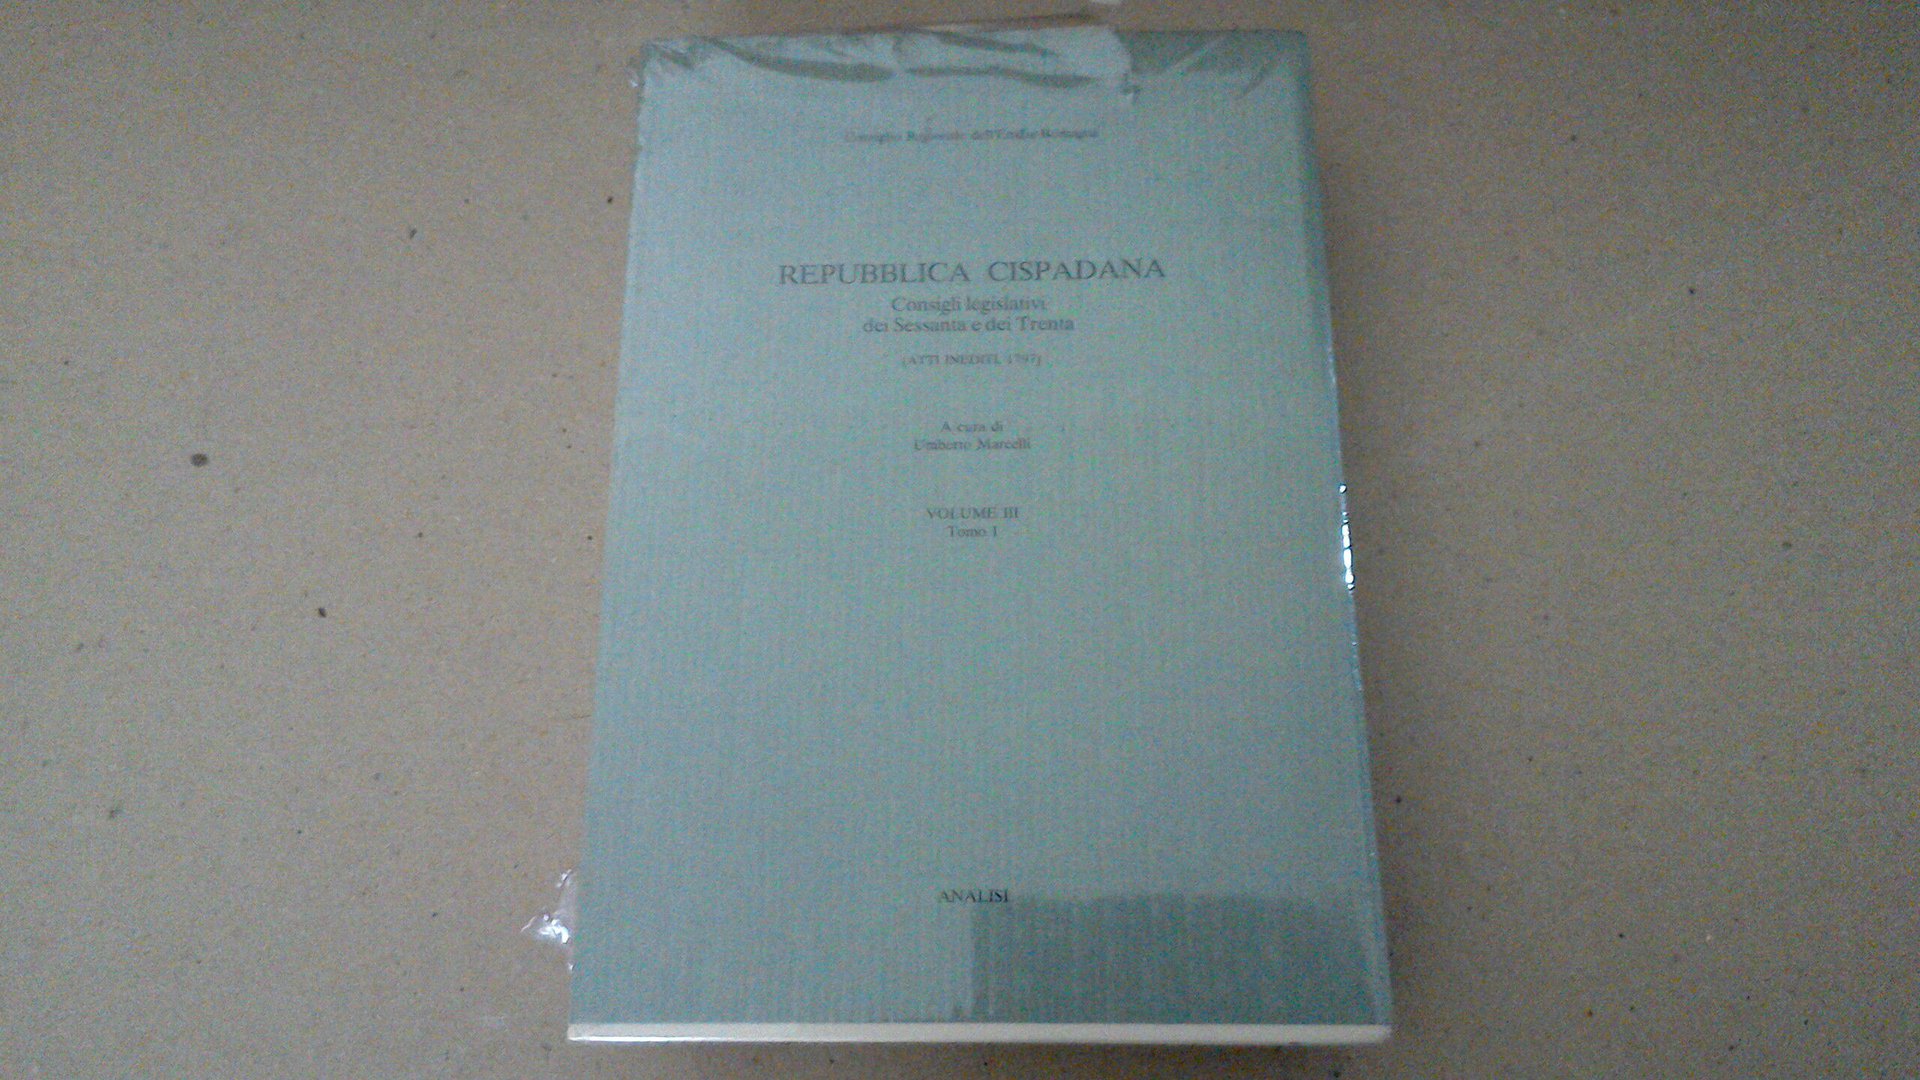 Consiglio Regionale dell'Emilia-Romagna
REPUBBLICA CISPADANA
Consigli legislativi
dei Sessanta e dei Trenta
(ATTI INEDITI, 1797)
A cura di
Umberto Marcelli
VOLUME III
Tomo 1
ANALISI